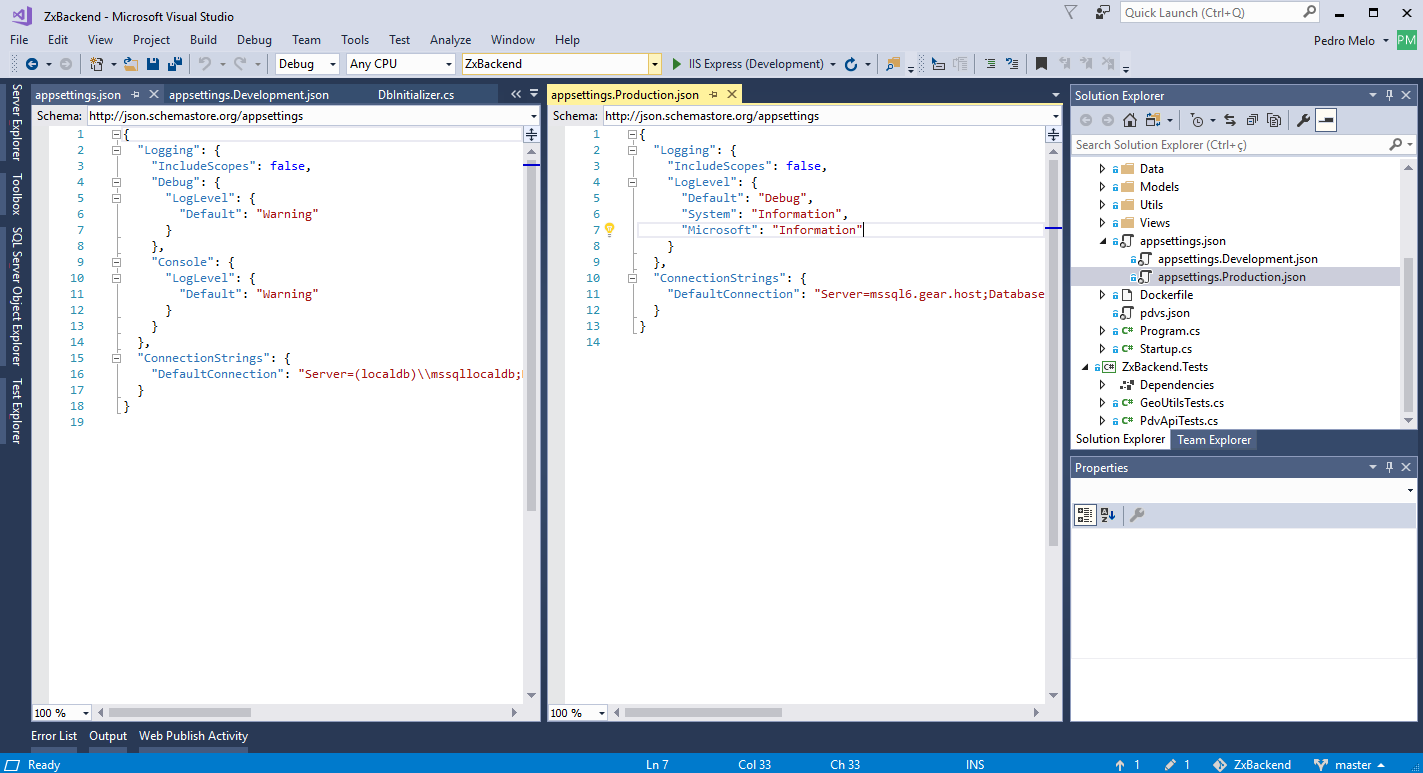 ZxBackend - Microsoft Visual Studio
Quick Launch (Ctrl+Q)
File Edit View Project Build Debug Team Tools Test Analyze Window Help
Pedro Melo PM
Debug Any CPU ZxBackend IIS Express (Development)
Server Explorer
Toolbox
SQL Server Object Explorer
Test Explorer
appsettings.json appsettings.Development.json DbInitializer.cs
Schema: http://json.schemastore.org/appsettings
1 {
2 "Logging": {
3 "IncludeScopes": false,
4 "Debug": {
5 "LogLevel": {
6 "Default": "Warning"
7 }
8 },
9 "Console": {
10 "LogLevel": {
11 "Default": "Warning"
12 }
13 }
14 },
15 "ConnectionStrings": {
16 "DefaultConnection": "Server=(localdb)\\mssqllocaldb;
17 }
18 }
19
100 %
appsettings.Production.json
Schema: http://json.schemastore.org/appsettings
1 {
2 "Logging": {
3 "IncludeScopes": false,
4 "LogLevel": {
5 "Default": "Debug",
6 "System": "Information",
7 "Microsoft": "Information"
8 }
9 },
10 "ConnectionStrings": {
11 "DefaultConnection": "Server=mssql6.gear.host;Database
12 }
13 }
14
100 %
Solution Explorer
Search Solution Explorer (Ctrl+ç)
Data
Models
Utils
Views
appsettings.json
appsettings.Development.json
appsettings.Production.json
Dockerfile
pdvs.json
C# Program.cs
C# Startup.cs
C# ZxBackend.Tests
Dependencies
C# GeoUtilsTests.cs
C# PdvApiTests.cs
Solution Explorer Team Explorer
Properties
Error List Output Web Publish Activity
Ready Ln 7 Col 33 Ch 33 INS 1 1 ZxBackend master